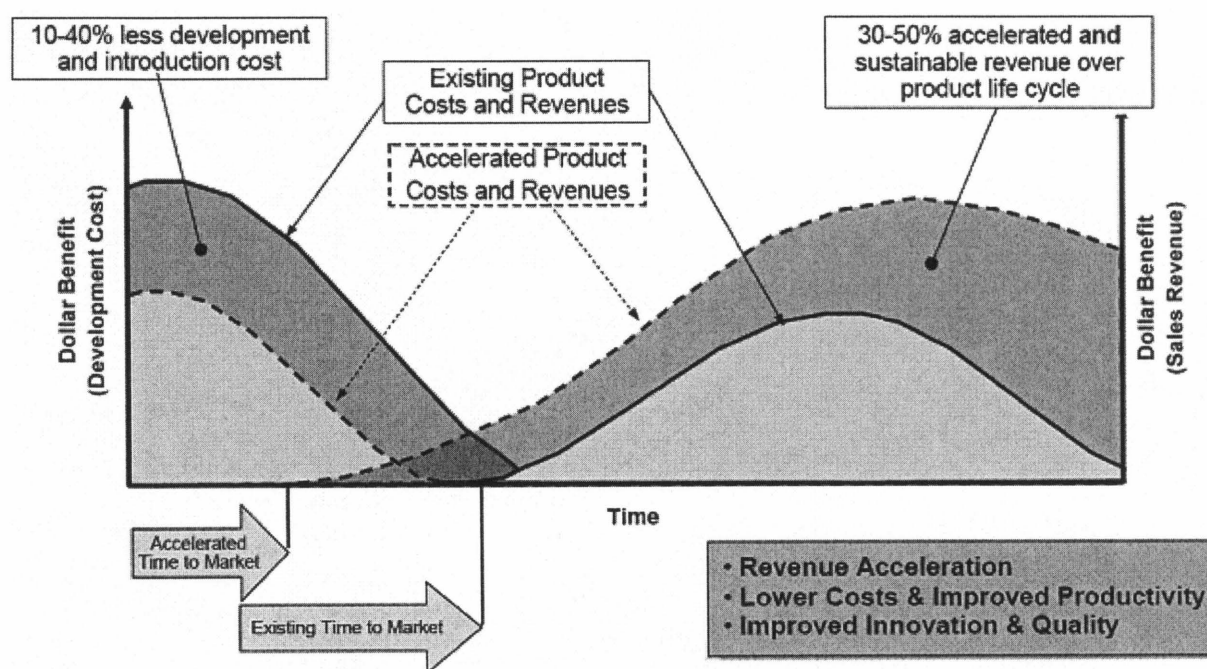 10-40% less development
and introduction cost
Existing Product
Costs and Revenues
Accelerated Product
Costs and Revenues
30-50% accelerated and
sustainable revenue over
product life cycle
Dollar Benefit
(Development Cost)
Dollar Benefit
(Sales Revenue)
Time
Accelerated
Time to Market
Existing Time to Market
• Revenue Acceleration
• Lower Costs & Improved Productivity
• Improved Innovation & Quality